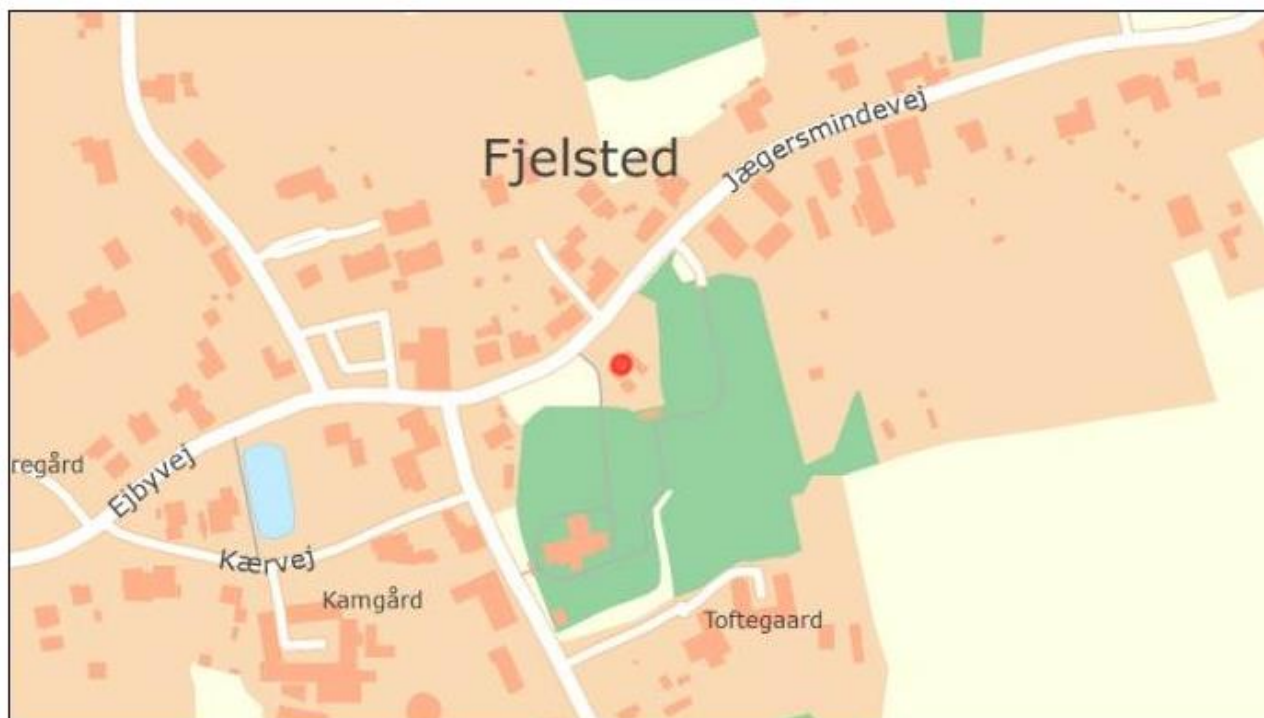 Fjelsted
Jægersmindevej
regård
Ejbyvej
Kærvej
Kamgård
Toftegaard